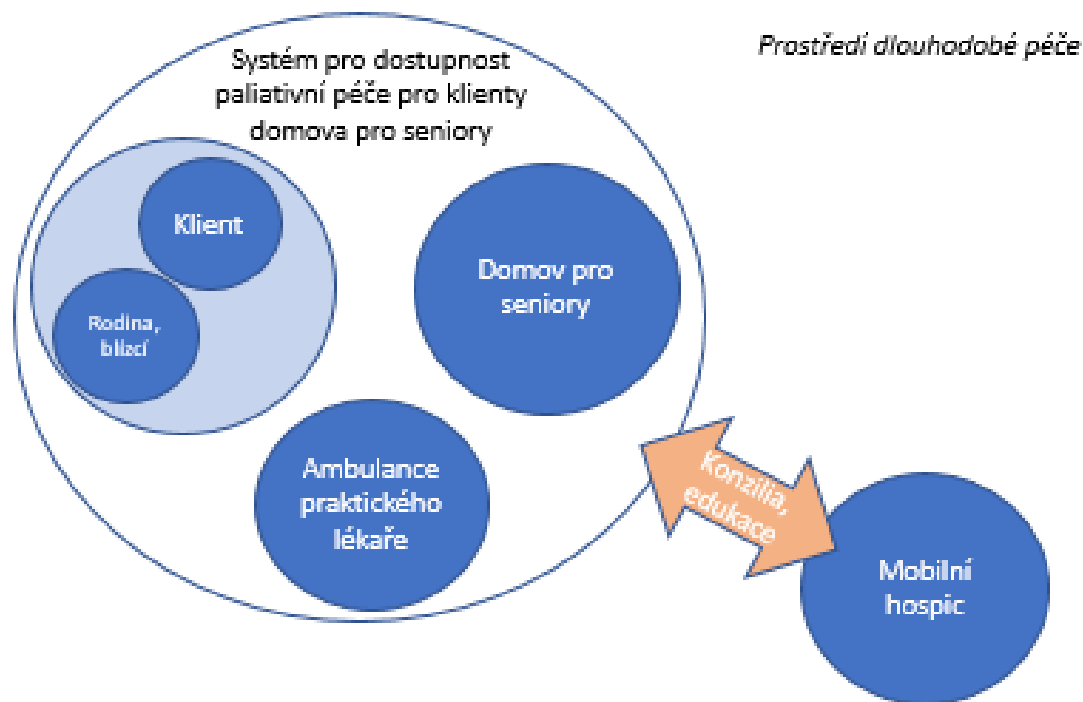 Prostředí dlouhodobé péče
Systém pro dostupnost
paliativní péče pro klienty
domova pro seniory
Klient
Rodina,
blízcí
Domov pro
seniory
Ambulance
praktického
lékaře
Konzilia,
edukace
Mobilní
hospic